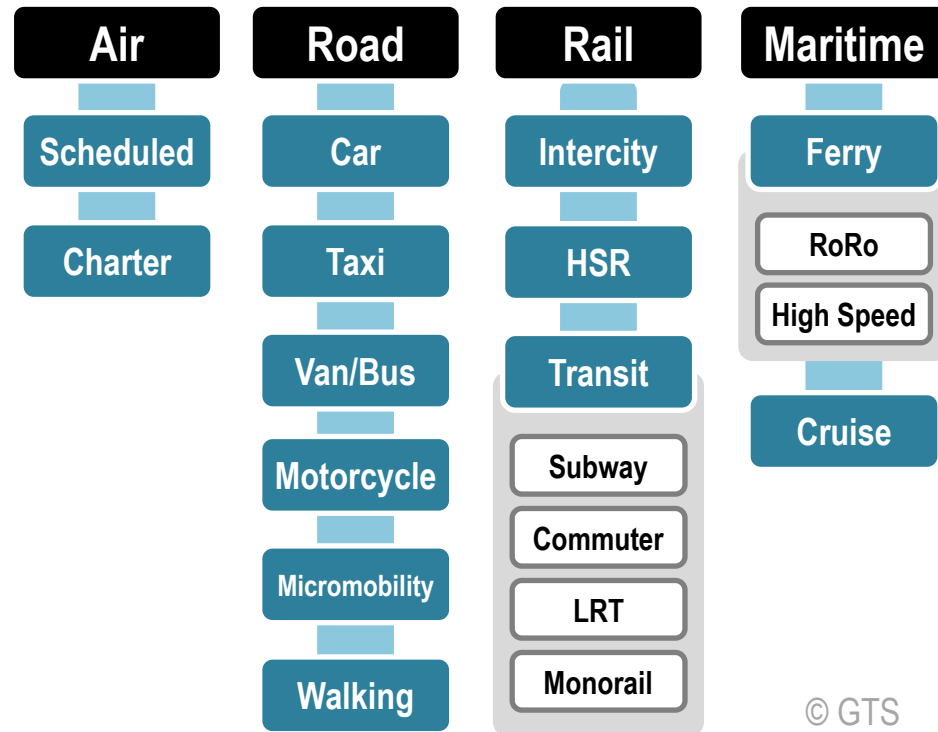 Air
Scheduled
Charter
Road
Car
Taxi
Van/Bus
Motorcycle
Micromobility
Walking
Rail
Intercity
HSR
Transit
Subway
Commuter
LRT
Monorail
Maritime
Ferry
RoRo
High Speed
Cruise
© GTS